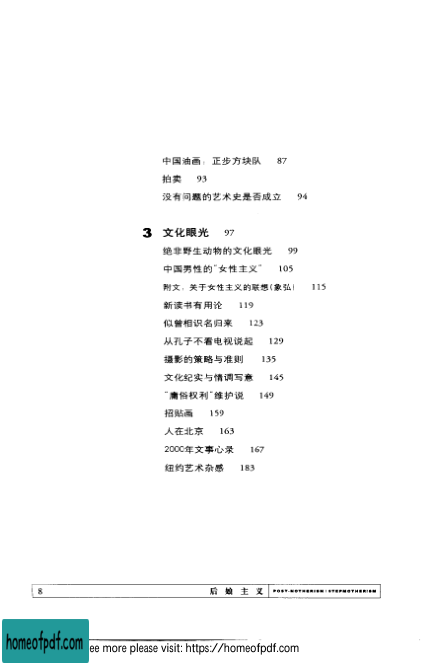 中国油画：正步方块队 87
拍卖 93
没有问题的艺术史是否成立 94
3 文化眼光 97
绝非野生动物的文化眼光 99
中国男性的“女性主义” 105
附文：关于女性主义的联想(象弘) 115
新读书有用论 119
似曾相识名归来 123
从孔子不看电视说起 129
摄影的策略与准则 135
文化纪实与情调写意 145
“庸俗权利”维护说 149
招贴画 159
人在北京 163
2000年文事心录 167
纽约艺术杂感 183
8 后娘主义 POST-MOTHERISM:STEPMOTHERISM
homeofpdf.com ee more please visit: https://homeofpdf.com